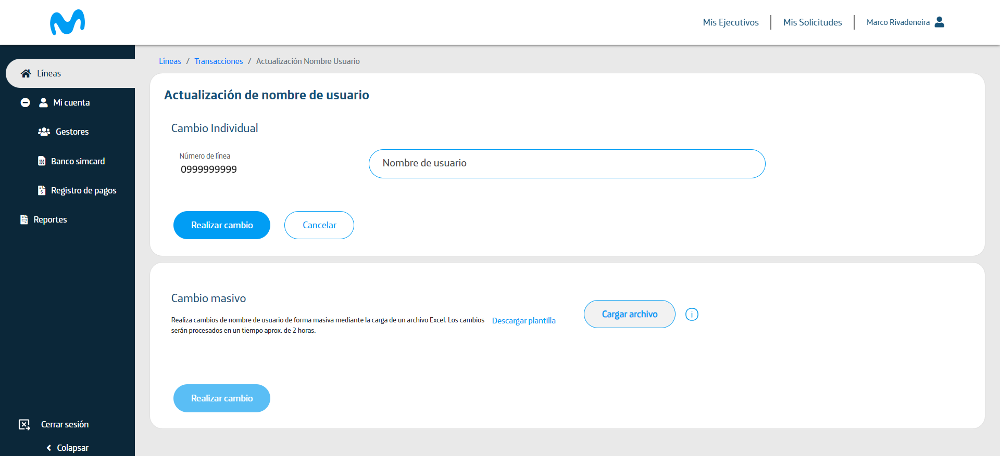 Mis Ejecutivos
Mis Solicitudes
Marco Rivadeneira
Líneas
Mi cuenta
Gestores
Banco simcard
Registro de pagos
Reportes
Cerrar sesión
Colapsar
Líneas / Transacciones / Actualización Nombre Usuario
Actualización de nombre de usuario
Cambio Individual
Número de línea
0999999999
Nombre de usuario
Realizar cambio
Cancelar
Cambio masivo
Realiza cambios de nombre de usuario de forma masiva mediante la carga de un archivo Excel. Los cambios
serán procesados en un tiempo aprox. de 2 horas.
Descargar plantilla
Cargar archivo
Realizar cambio